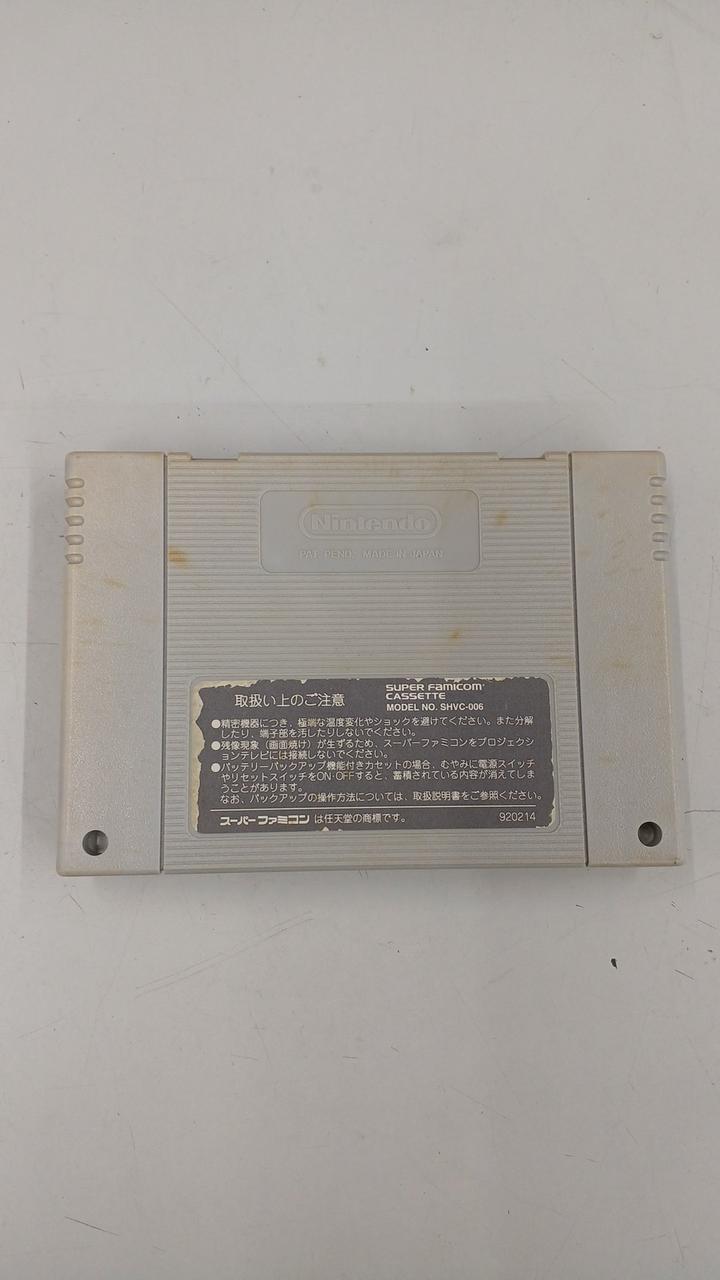 Nintendo
PAT. PEND. MADE IN JAPAN
取扱い上のご注意
SUPER FAMICOM
CASSETTE
MODEL NO. SHVC-006
●精密機器につき、極端な温度変化やショックを避けてください。また分解
したり、端子部を汚したりしないでください。
●残像現象(画面焼け)が生ずるため、スーパーファミコンをプロジェクシ
ョンテレビには接続しないでください。
●バッテリーバックアップ機能付きカセットの場合、むやみに電源スイッチ
やリセットスイッチをON・OFFすると、蓄積されている内容が消えてしま
うことがあります。
なお、バックアップの操作方法については、取扱説明書をご参照ください。
スーパーファミコンは任天堂の商標です。
920214